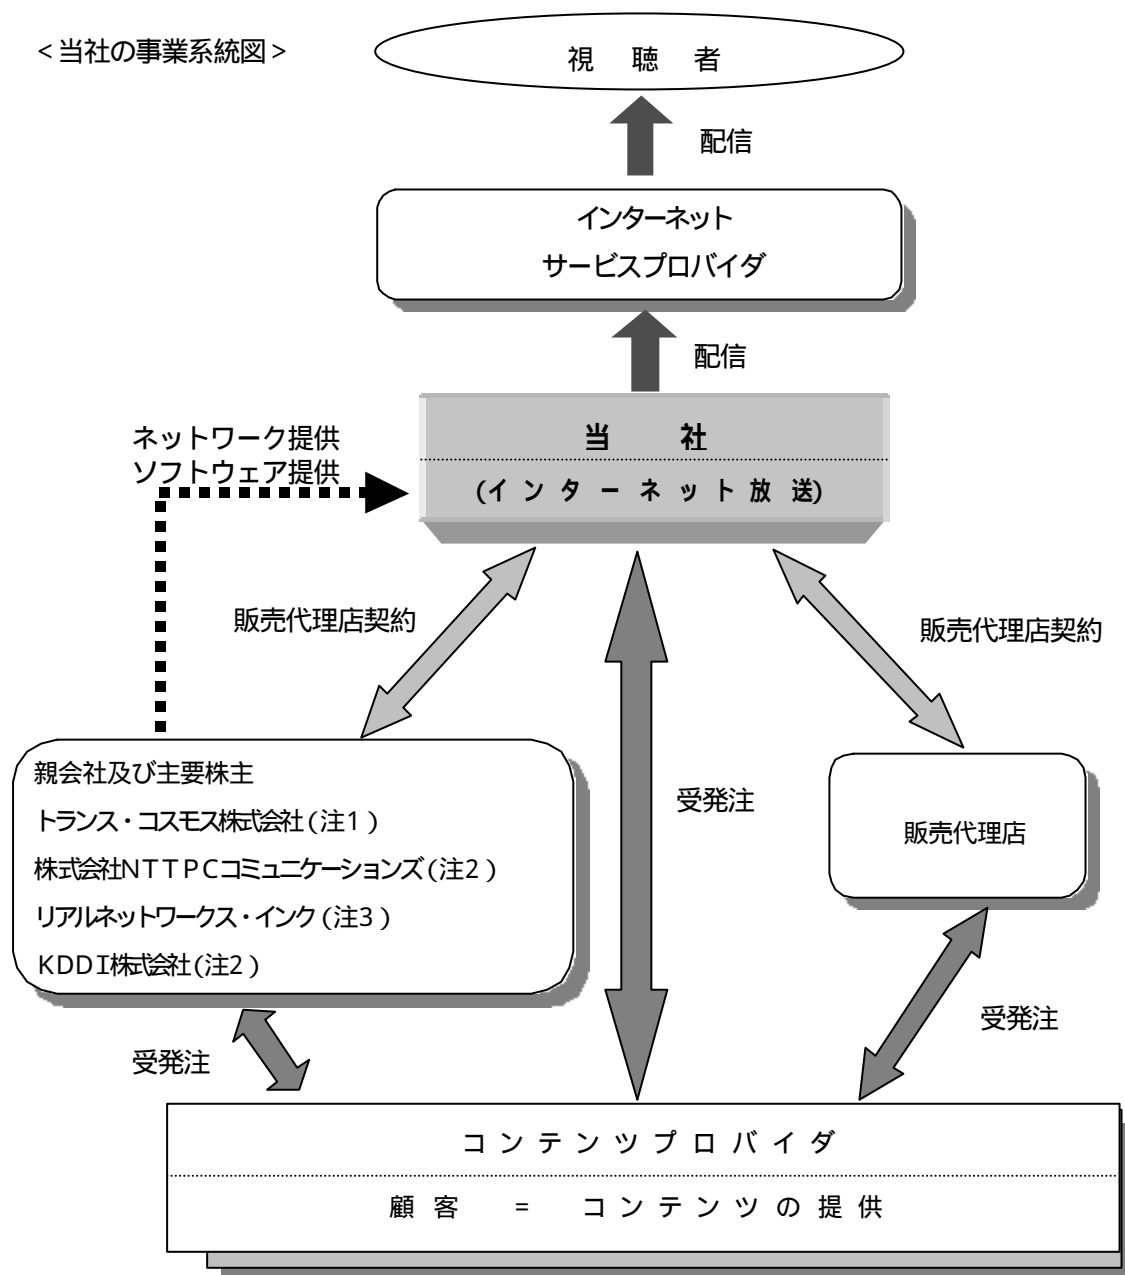 <当社の事業系統図>
視 聴 者
配信
インターネット
サービスプロバイダ
配信
ネットワーク提供
ソフトウェア提供
当 社
(インターネット放送)
販売代理店契約
販売代理店契約
親会社及び主要株主
トランス・コスモス株式会社(注1)
株式会社NTTPCコミュニケーションズ(注2)
リアルネットワークス・インク(注3)
KDDI株式会社(注2)
受発注
販売代理店
受発注
受発注
コンテンツプロバイダ
顧客 = コンテンツの提供